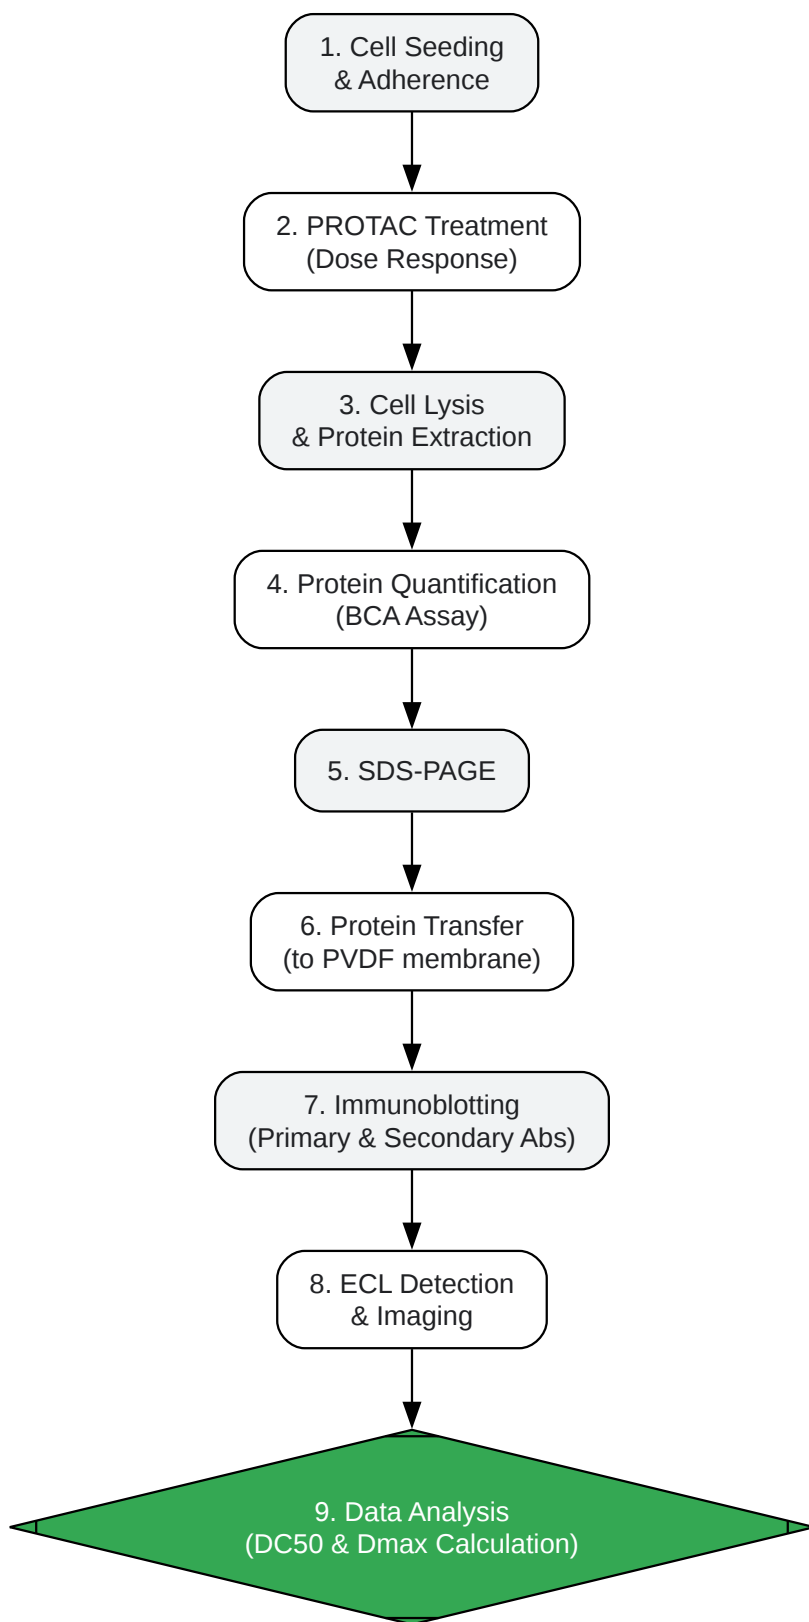 1. Cell Seeding
& Adherence
2. PROTAC Treatment
(Dose Response)
3. Cell Lysis
& Protein Extraction
4. Protein Quantification
(BCA Assay)
5. SDS-PAGE
6. Protein Transfer
(to PVDF membrane)
7. Immunoblotting
(Primary & Secondary Abs)
8. ECL Detection
& Imaging
9. Data Analysis
(DC50 & Dmax Calculation)